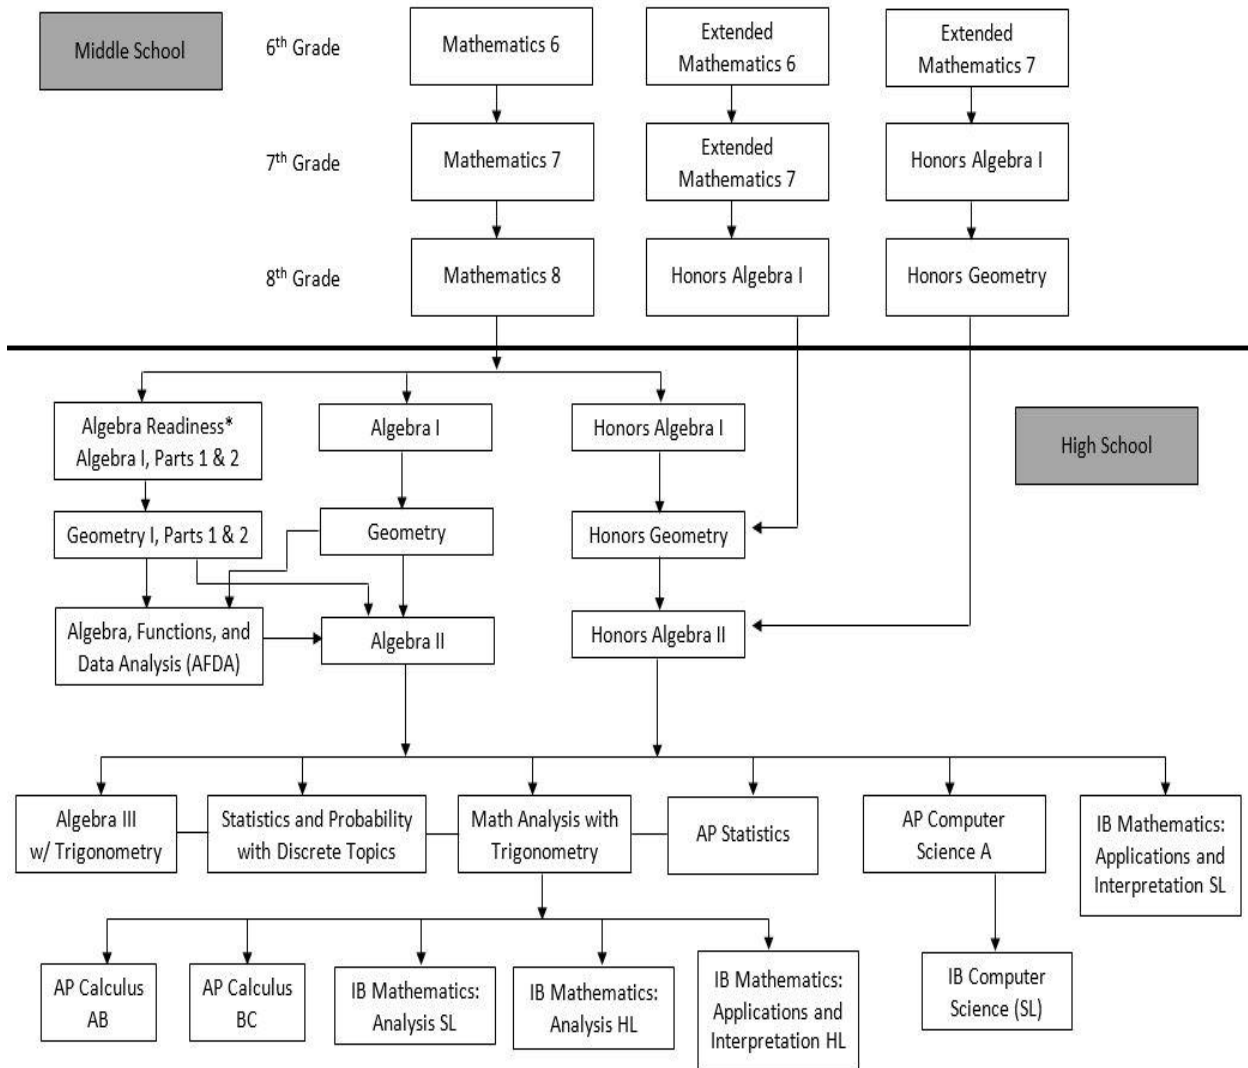 Middle School
6th Grade
Mathematics 6
Extended
Mathematics 6
Extended
Mathematics 7
7th Grade
Mathematics 7
Extended
Mathematics 7
Honors Algebra I
8th Grade
Mathematics 8
Honors Algebra I
Honors Geometry
Algebra Readiness*
Algebra I, Parts 1 & 2
Algebra I
Honors Algebra I
High School
Geometry I, Parts 1 & 2
Geometry
Honors Geometry
Algebra, Functions, and
Data Analysis (AFDA)
Algebra II
Honors Algebra II
Algebra III
w/ Trigonometry
Statistics and Probability
with Discrete Topics
Math Analysis with
Trigonometry
AP Statistics
AP Computer
Science A
IB Mathematics:
Applications and
Interpretation SL
AP Calculus
AB
AP Calculus
BC
IB Mathematics:
Analysis SL
IB Mathematics:
Analysis HL
IB Mathematics:
Applications and
Interpretation HL
IB Computer
Science (SL)